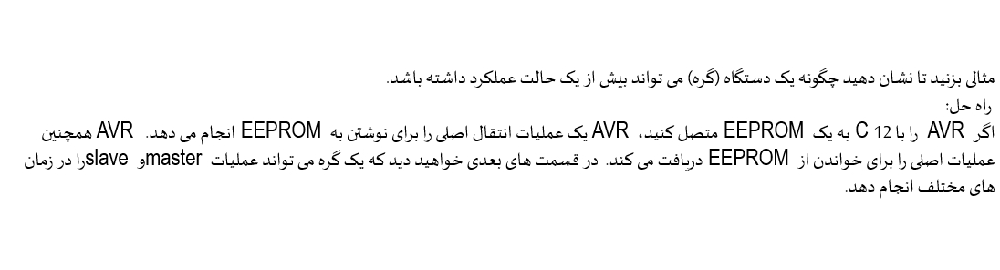 مثالی بزنید تا نشان دهید چگونه یک دستگاه (گره) می تواند بیش از یک حالت عملکرد داشته باشد.
راه حل:
اگر AVR را با 12 C به یک EEPROM متصل کنید، AVR یک عملیات انتقال اصلی را برای نوشتن به EEPROM انجام می دهد. AVR همچنین
عملیات اصلی را برای خواندن از EEPROM دریافت می کند. در قسمت های بعدی خواهید دید که یک گره می تواند عملیات masterو slaveرا در زمان
های مختلف انجام دهد.